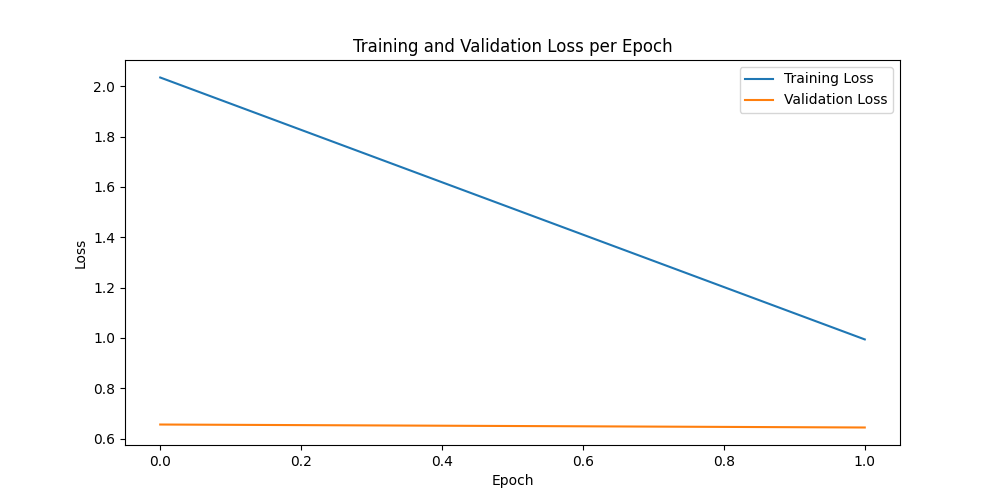 Training and Validation Loss per Epoch
Training Loss
Validation Loss
Loss
2.0
1.8
1.6
1.4
1.2
1.0
0.8
0.6
0.0 0.2 0.4 0.6 0.8 1.0
Epoch